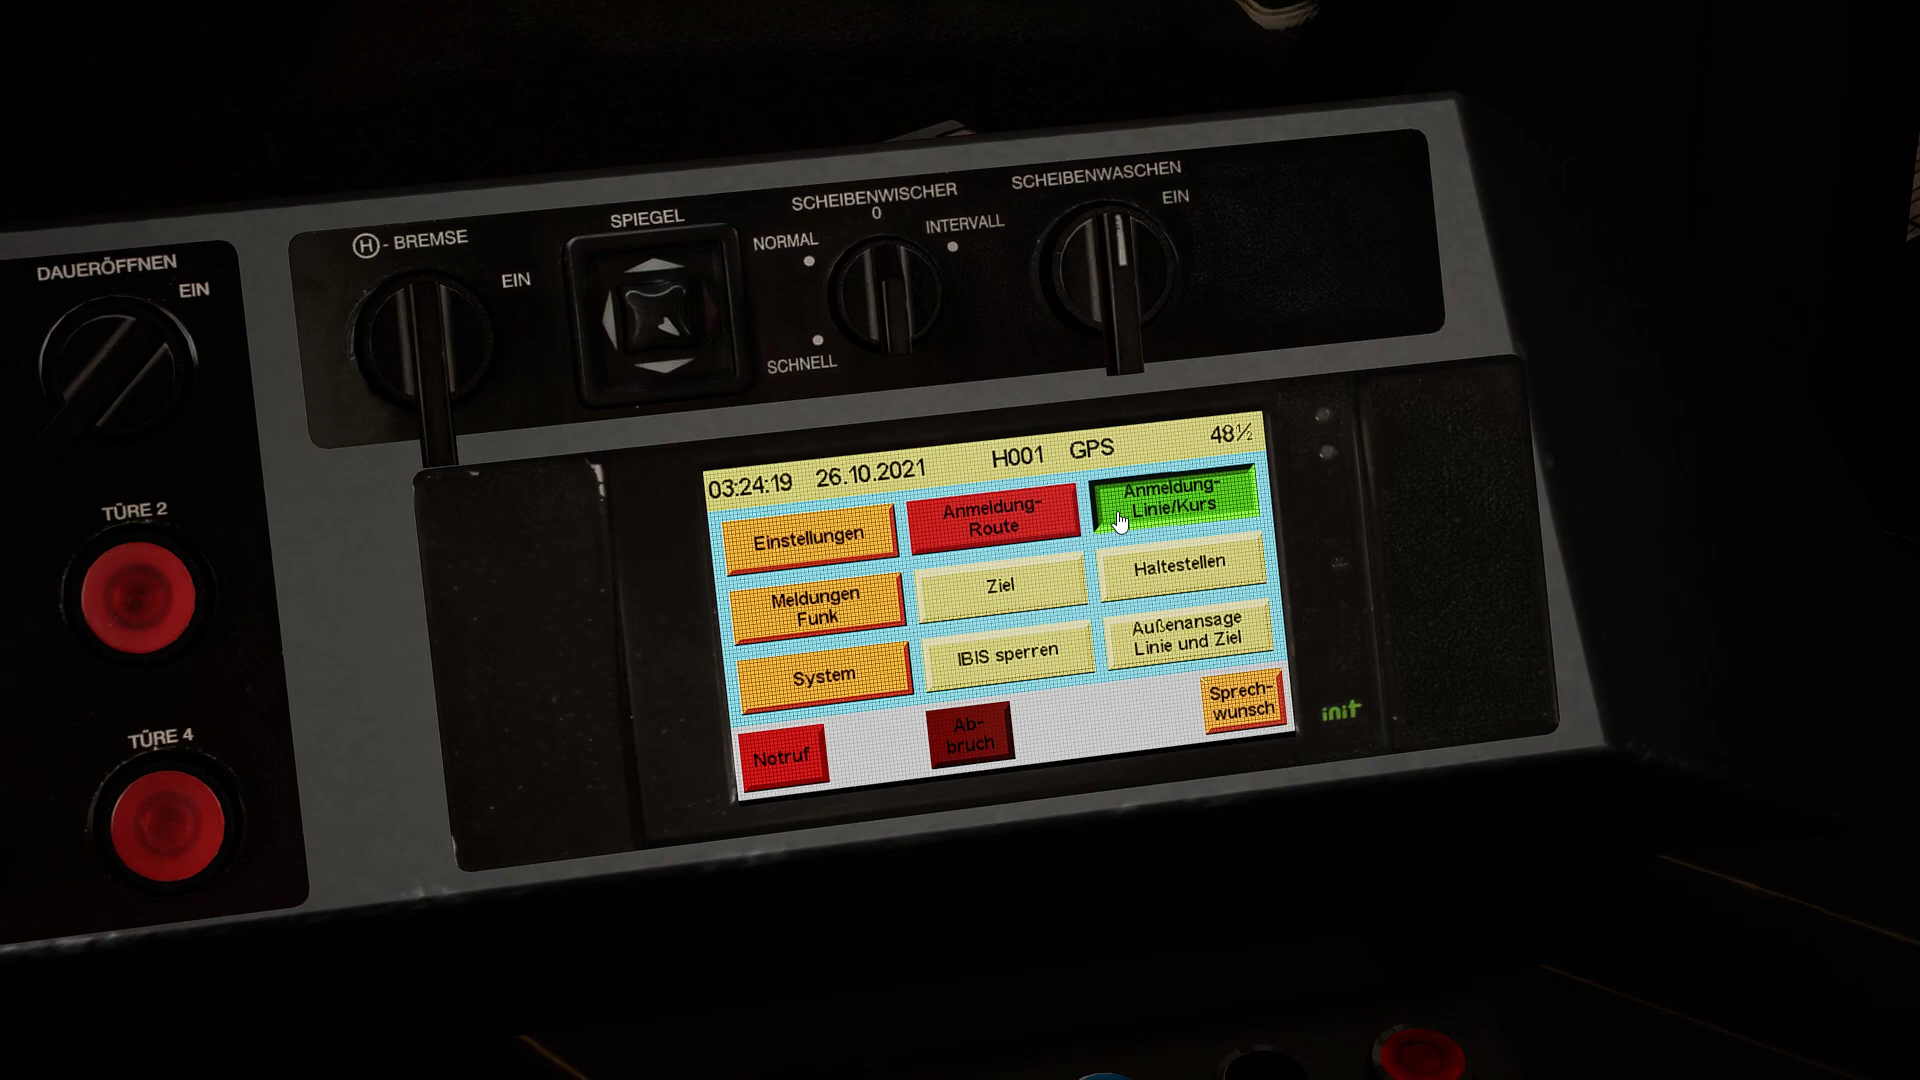 SCHEIBENWASCHEN
EIN
SCHEIBENWISCHER
0
INTERVALL
NORMAL
SCHNELL
SPIEGEL
H - BREMSE
EIN
DAUERÖFFNEN
EIN
TÜRE 2
TÜRE 4
03:24:19 26.10.2021 H001 GPS 48½
Einstellungen
Anmeldung-
Route
Anmeldung-
Linie/Kurs
Meldungen
Funk
Ziel
Haltestellen
System
IBIS sperren
Außenansage
Linie und Ziel
Notruf
Ab-
bruch
Sprech-
wunsch
init